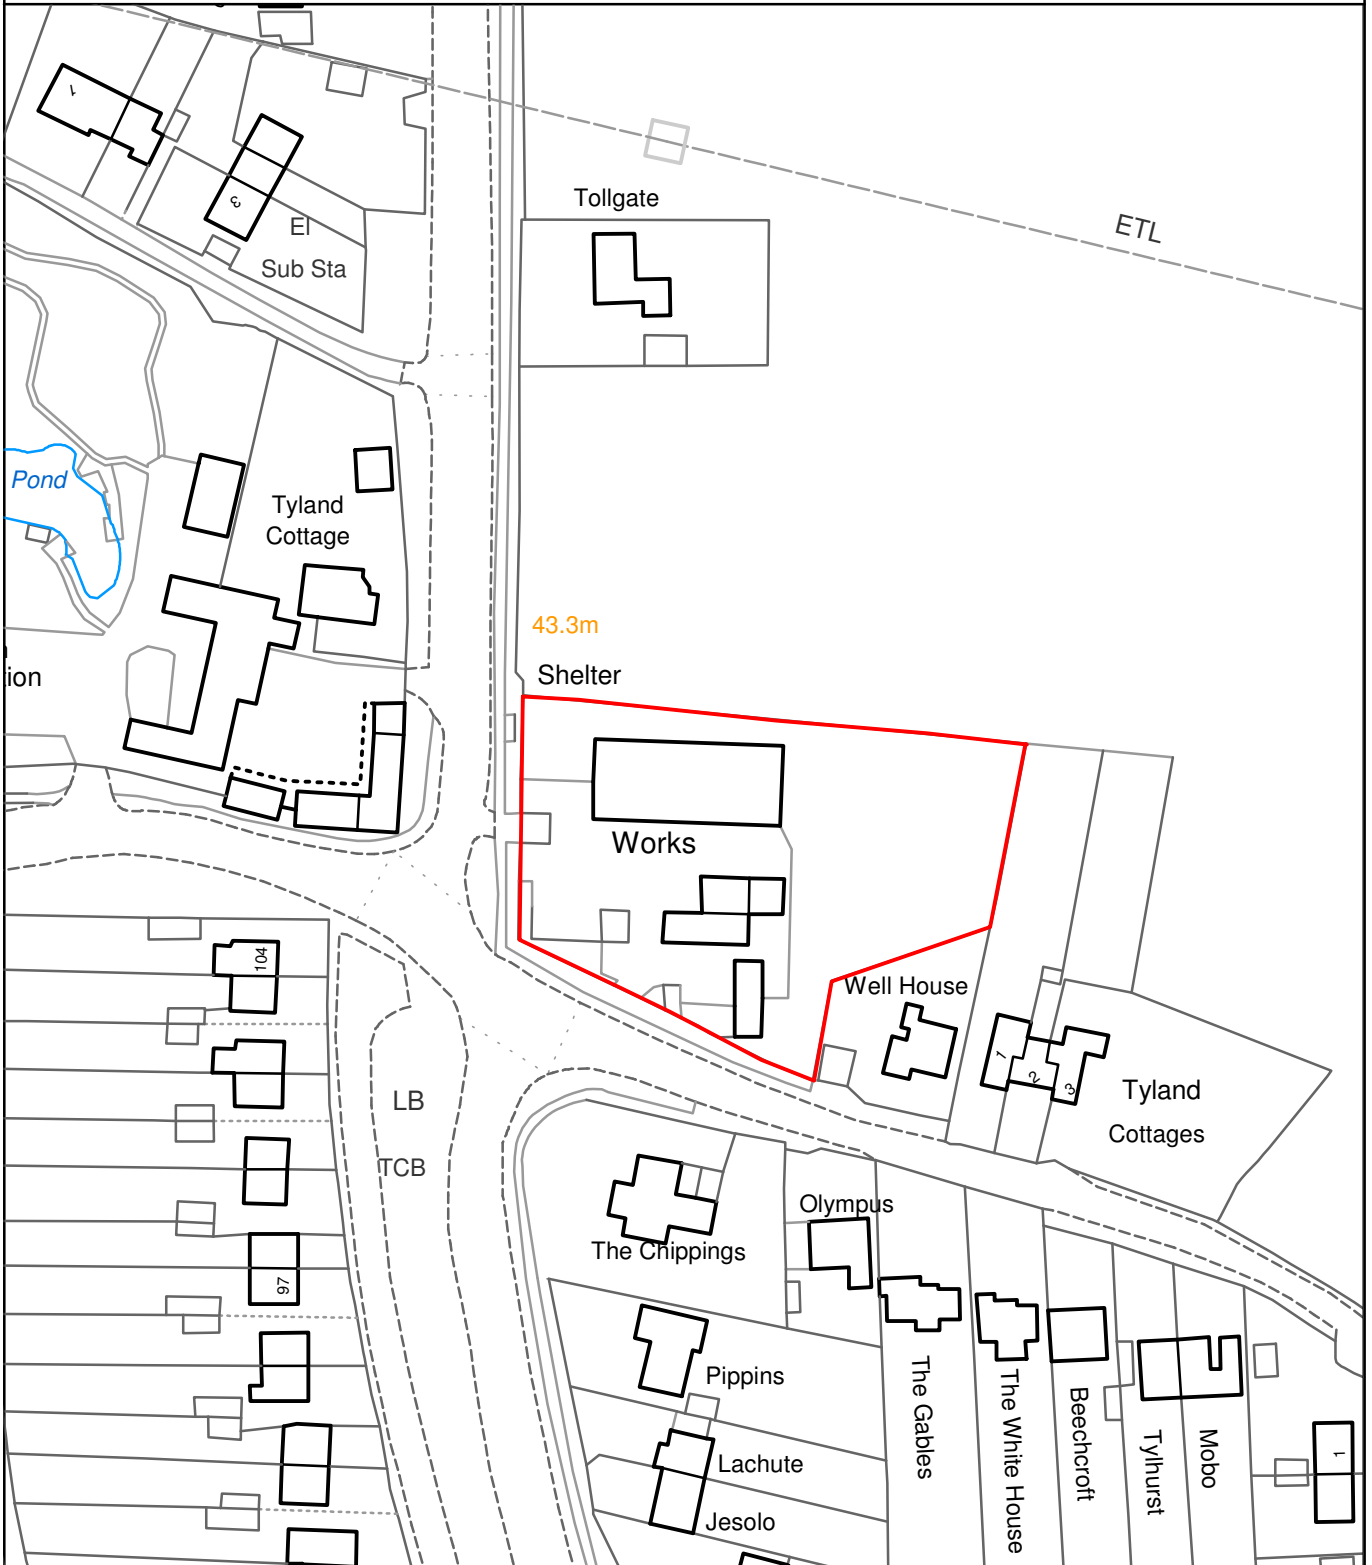 1
3
El
Sub Sta
Tollgate
ETL
Pond
Tyland
Cottage
43.3m
Shelter
tion
Works
104
Well House
1
2
3
Tyland
Cottages
LB
TCB
Olympus
The Chippings
97
Pippins
The Gables
The White House
Beechcroft
Tylhurst
Mobo
1
Lachute
Jesolo